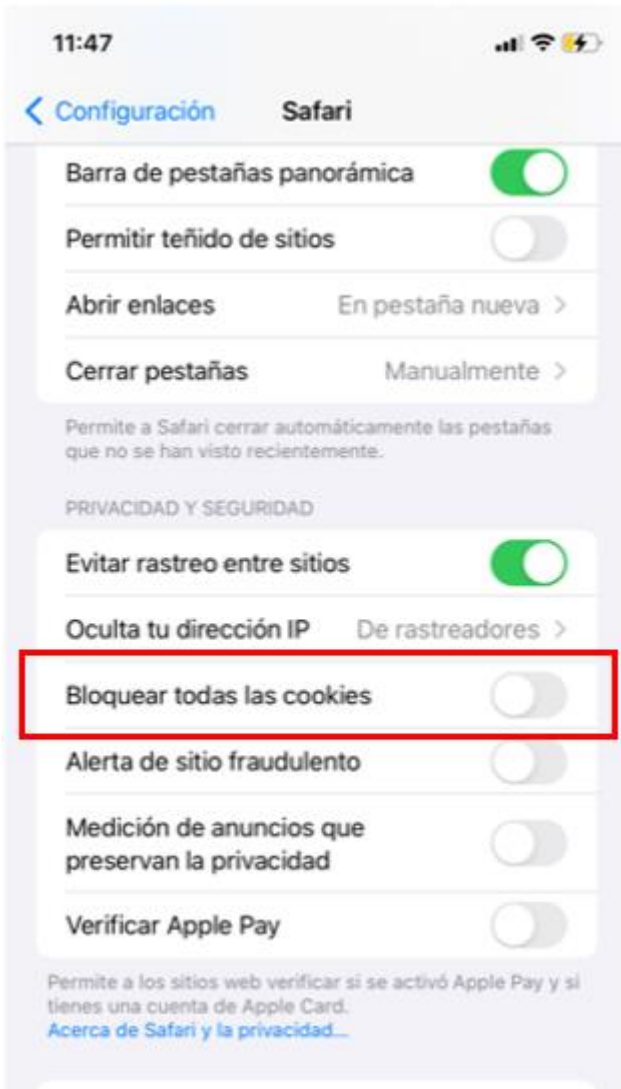 11:47
Configuración
Safari
Barra de pestañas panorámica
Permitir teñido de sitios
Abrir enlaces En pestaña nueva
Cerrar pestañas Manualmente
Permite a Safari cerrar automáticamente las pestañas
que no se han visto recientemente.
PRIVACIDAD Y SEGURIDAD
Evitar rastreo entre sitios
Oculta tu dirección IP De rastreadores
Bloquear todas las cookies
Alerta de sitio fraudulento
Medición de anuncios que
preservan la privacidad
Verificar Apple Pay
Permite a los sitios web verificar si se activó Apple Pay y si
tienes una cuenta de Apple Card.
Acerca de Safari y la privacidad...